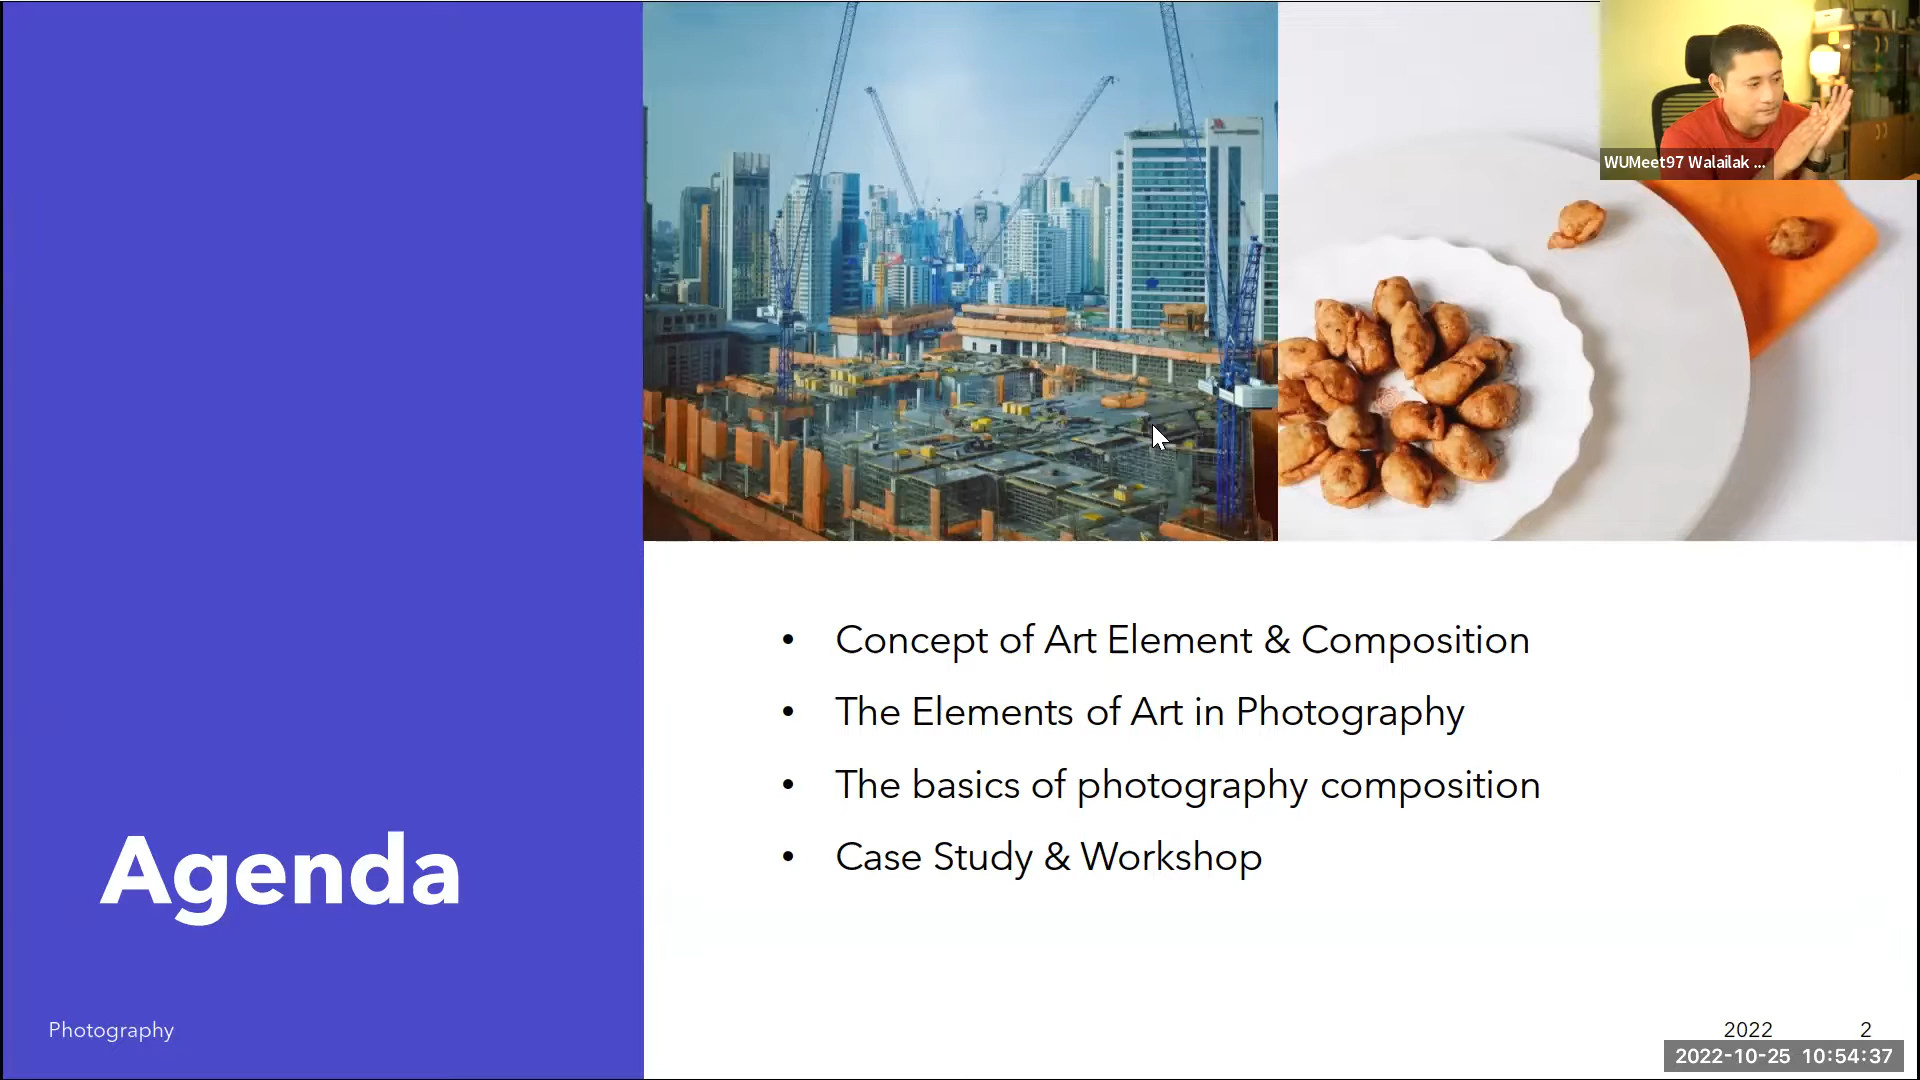 WUMeet97 Walailak ...
• Concept of Art Element & Composition
• The Elements of Art in Photography
• The basics of photography composition
• Case Study & Workshop
Agenda
Photography
2022
2
2022-10-25 10:54:37